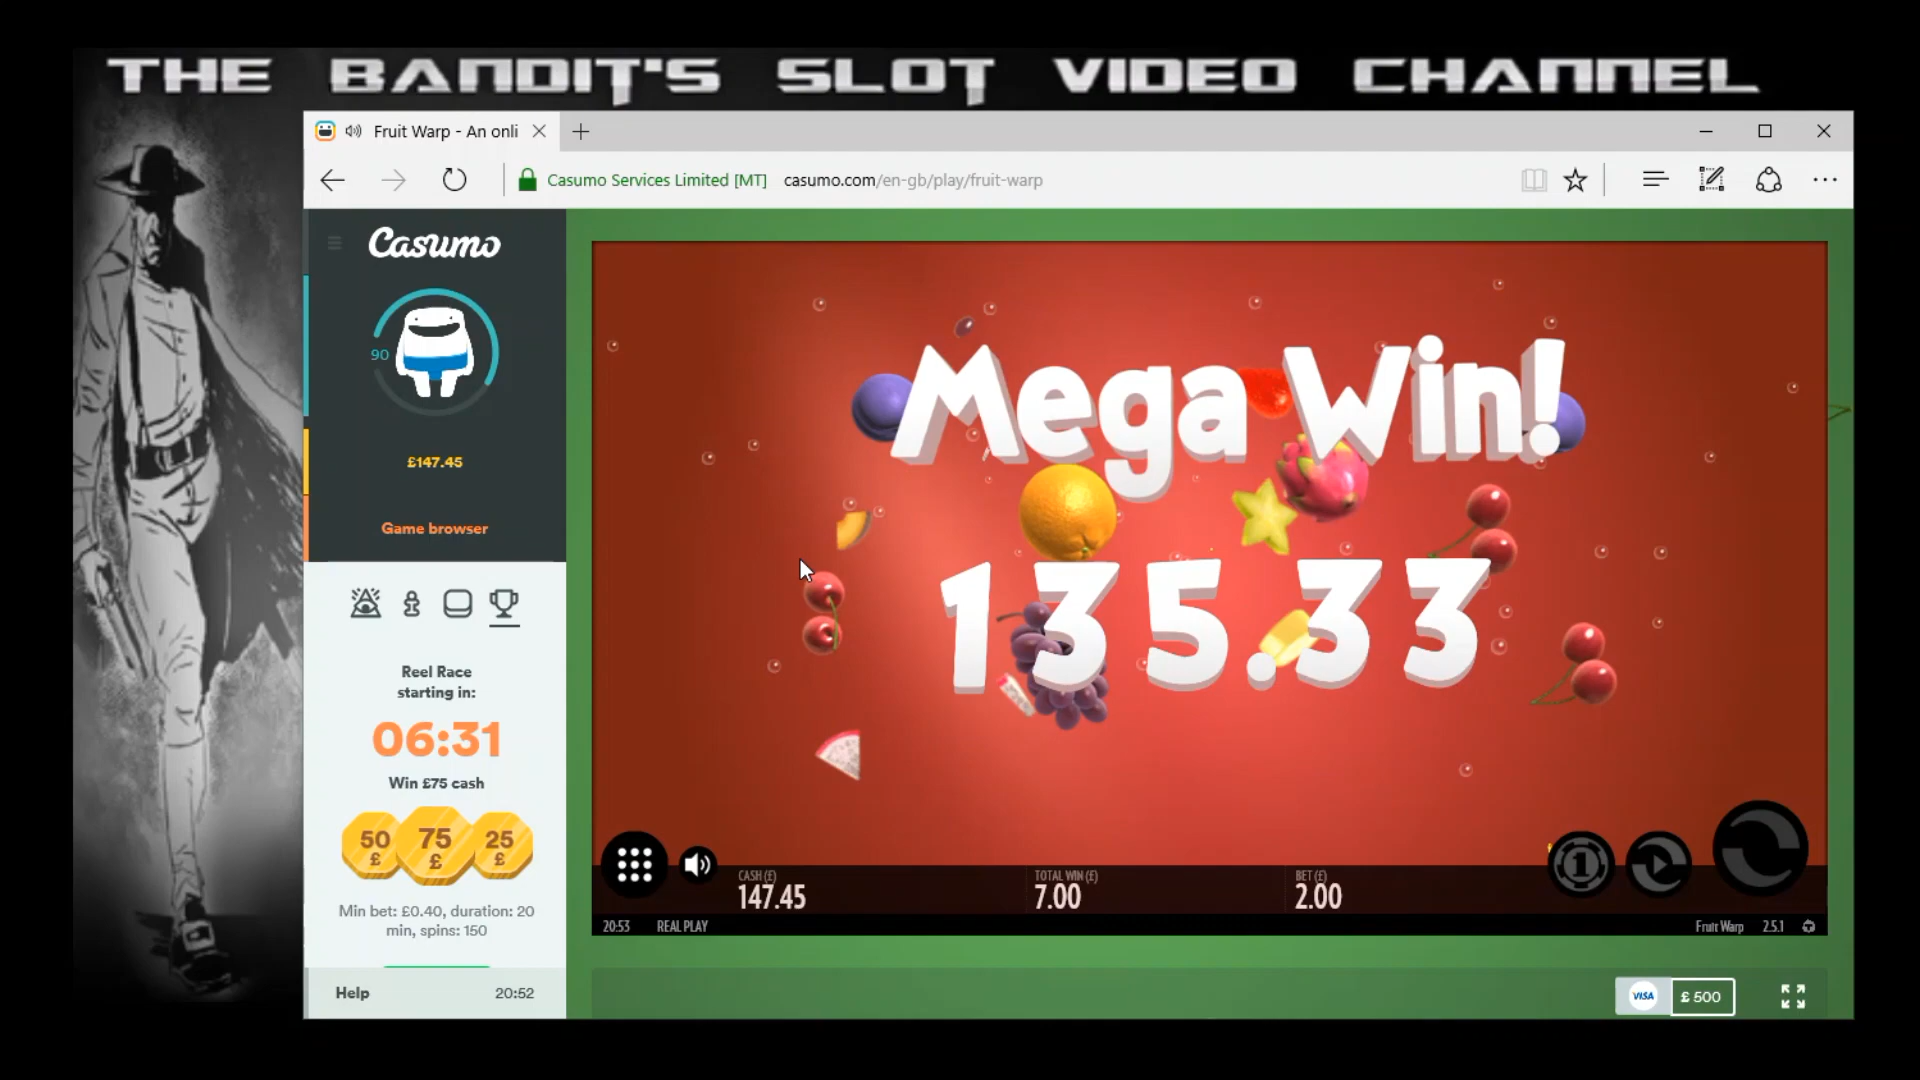 THE BANDIT'S SLOT VIDEO CHANNEL
Fruit Warp - An onli
Casumo Services Limited [MT] casumo.com/en-gb/play/fruit-warp
Casumo
90
£147.45
Game browser
Reel Race
starting in:
06:31
Win £75 cash
50 £
75 £
25 £
Min bet: £0.40, duration: 20
min, spins: 150
Help 20:52
Mega Win!
135.33
CASH (£) TOTAL WIN (£) BET (£)
147.45 7.00 2.00
1
20:53 REAL PLAY Fruit Warp 2.5.1
VISA £ 500